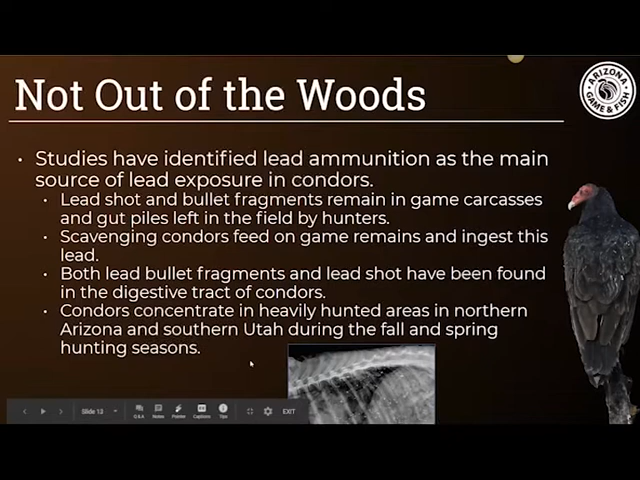 Not Out of the Woods
ARIZONA
GAME & FISH
• Studies have identified lead ammunition as the main
source of lead exposure in condors.
• Lead shot and bullet fragments remain in game carcasses
and gut piles left in the field by hunters.
• Scavenging condors feed on game remains and ingest this
lead.
• Both lead bullet fragments and lead shot have been found
in the digestive tract of condors.
• Condors concentrate in heavily hunted areas in northern
Arizona and southern Utah during the fall and spring
hunting seasons.
Slide 13
Q & A
Notes
Pointer
Captions
Tips
EXIT